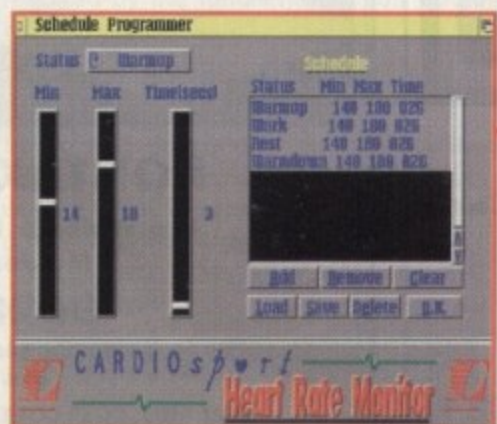 Schedule Programmer
Status Warmup
Schedule
Min Max Time(secs)
Status Min Max Time
Warmup 140 180 026
Work 140 180 026
Rest 140 180 026
Warmdown 140 180 026
14 18 3
Add Remove Clear
Load Save Delete O.K.
CARDIOsport
Heart Rate Monitor